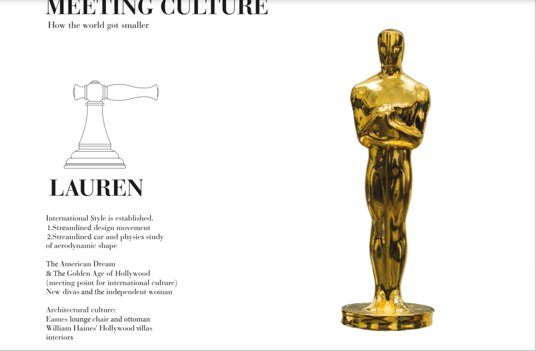 MEETING CULTURE
How the world got smaller
LAUREN
International Style is established.
1.Streamlined design movement
2.Streamlined car and physics study
of aerodynamic shape
The American Dream
& The Golden Age of Hollywood
(meeting point for international culture)
New divas and the independent woman
Architectural culture:
Eames lounge chair and ottoman
William Haines' Hollywood villas
interiors